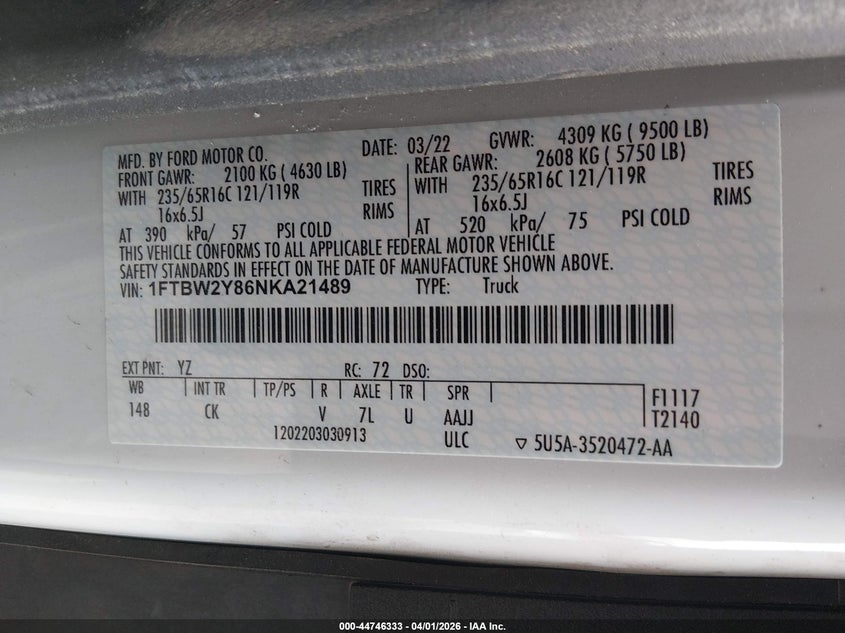 MFD. BY FORD MOTOR CO. DATE: 03/22 GVWR: 4309 KG ( 9500 LB)
FRONT GAWR: 2100 KG ( 4630 LB) REAR GAWR: 2608 KG ( 5750 LB)
WITH 235/65R16C 121/119R TIRES WITH 235/65R16C 121/119R TIRES
16x6.5J RIMS 16x6.5J RIMS
AT 390 kPa/ 57 PSI COLD AT 520 kPa/ 75 PSI COLD
THIS VEHICLE CONFORMS TO ALL APPLICABLE FEDERAL MOTOR VEHICLE
SAFETY STANDARDS IN EFFECT ON THE DATE OF MANUFACTURE SHOWN ABOVE.
VIN: 1FTBW2Y86NKA21489 TYPE: Truck
EXT PNT: YZ RC: 72 DSO:
WB INT TR TP/PS R AXLE TR SPR F1117
148 CK V 7L U AAJJ T2140
1202203030913 ULC ▽ 5U5A-3520472-AA
000-44746333 - 04/01/2026 - IAA Inc.